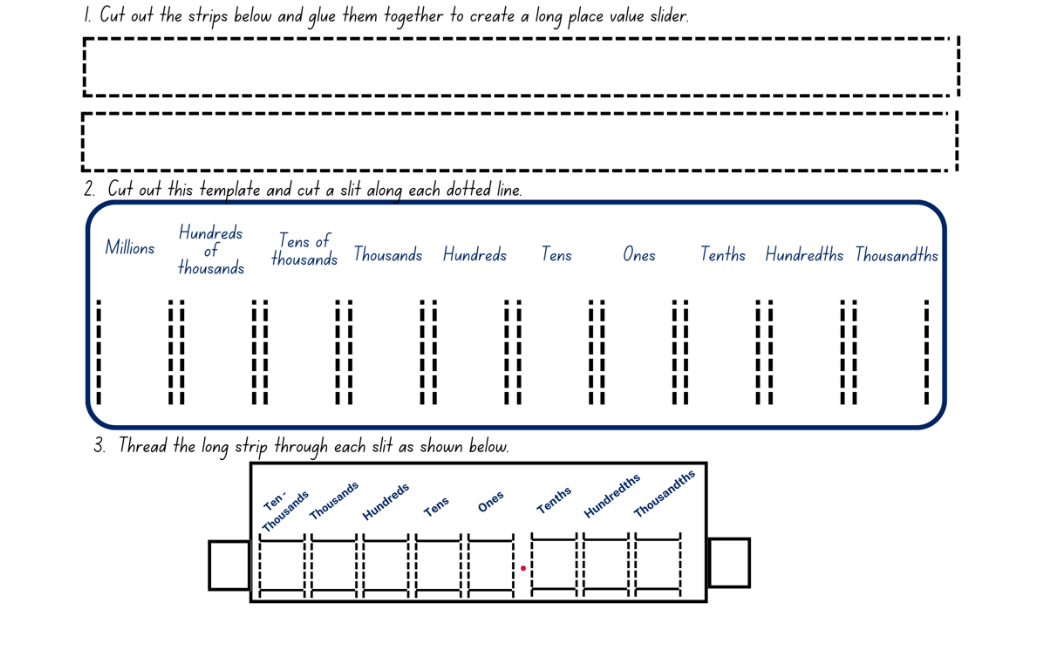 1. Cut out the strips below and glue them together to create a long place value slider.
2. Cut out this template and cut a slit along each dotted line.
Millions
Hundreds
of
thousands
Tens of
thousands
Thousands
Hundreds
Tens
Ones
Tenths
Hundredths
Thousandths
3. Thread the long strip through each slit as shown below.
Ten-
Thousands
Thousands
Hundreds
Tens
Ones
Tenths
Hundredths
Thousandths